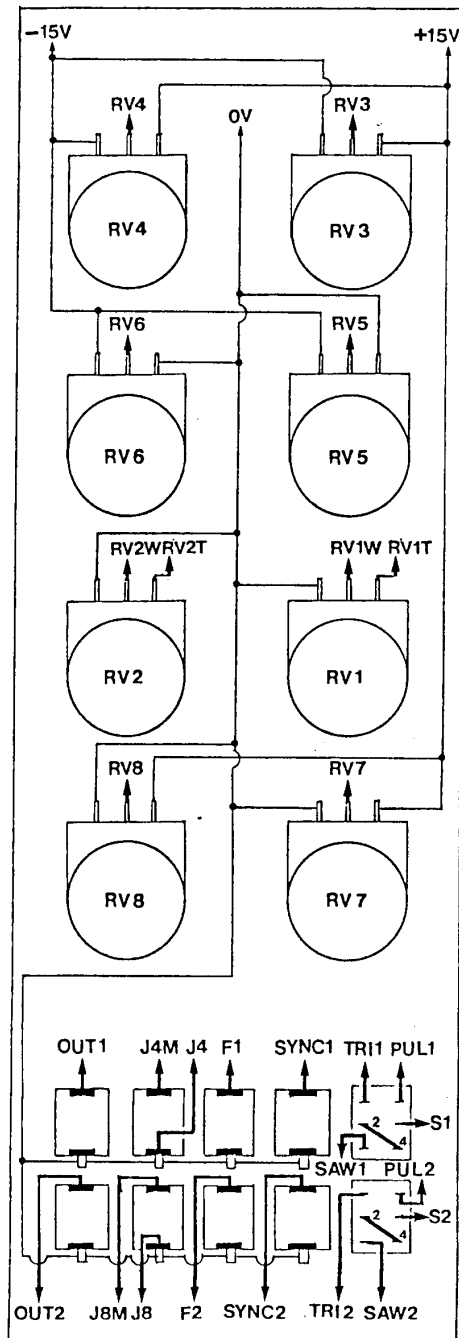 -15V +15V
RV4 RV3
0V
RV4 RV3
RV6 RV5
RV6 RV5
RV2W RV2T RV1W RV1T
RV2 RV1
RV8 RV7
RV8 RV7
OUT1 J4M J4 F1 SYNC1 TRI1 PUL1
2 S1
4
SAW1 PUL2
2 S2
4
OUT2 J8M J8 F2 SYNC2 TRI2 SAW2